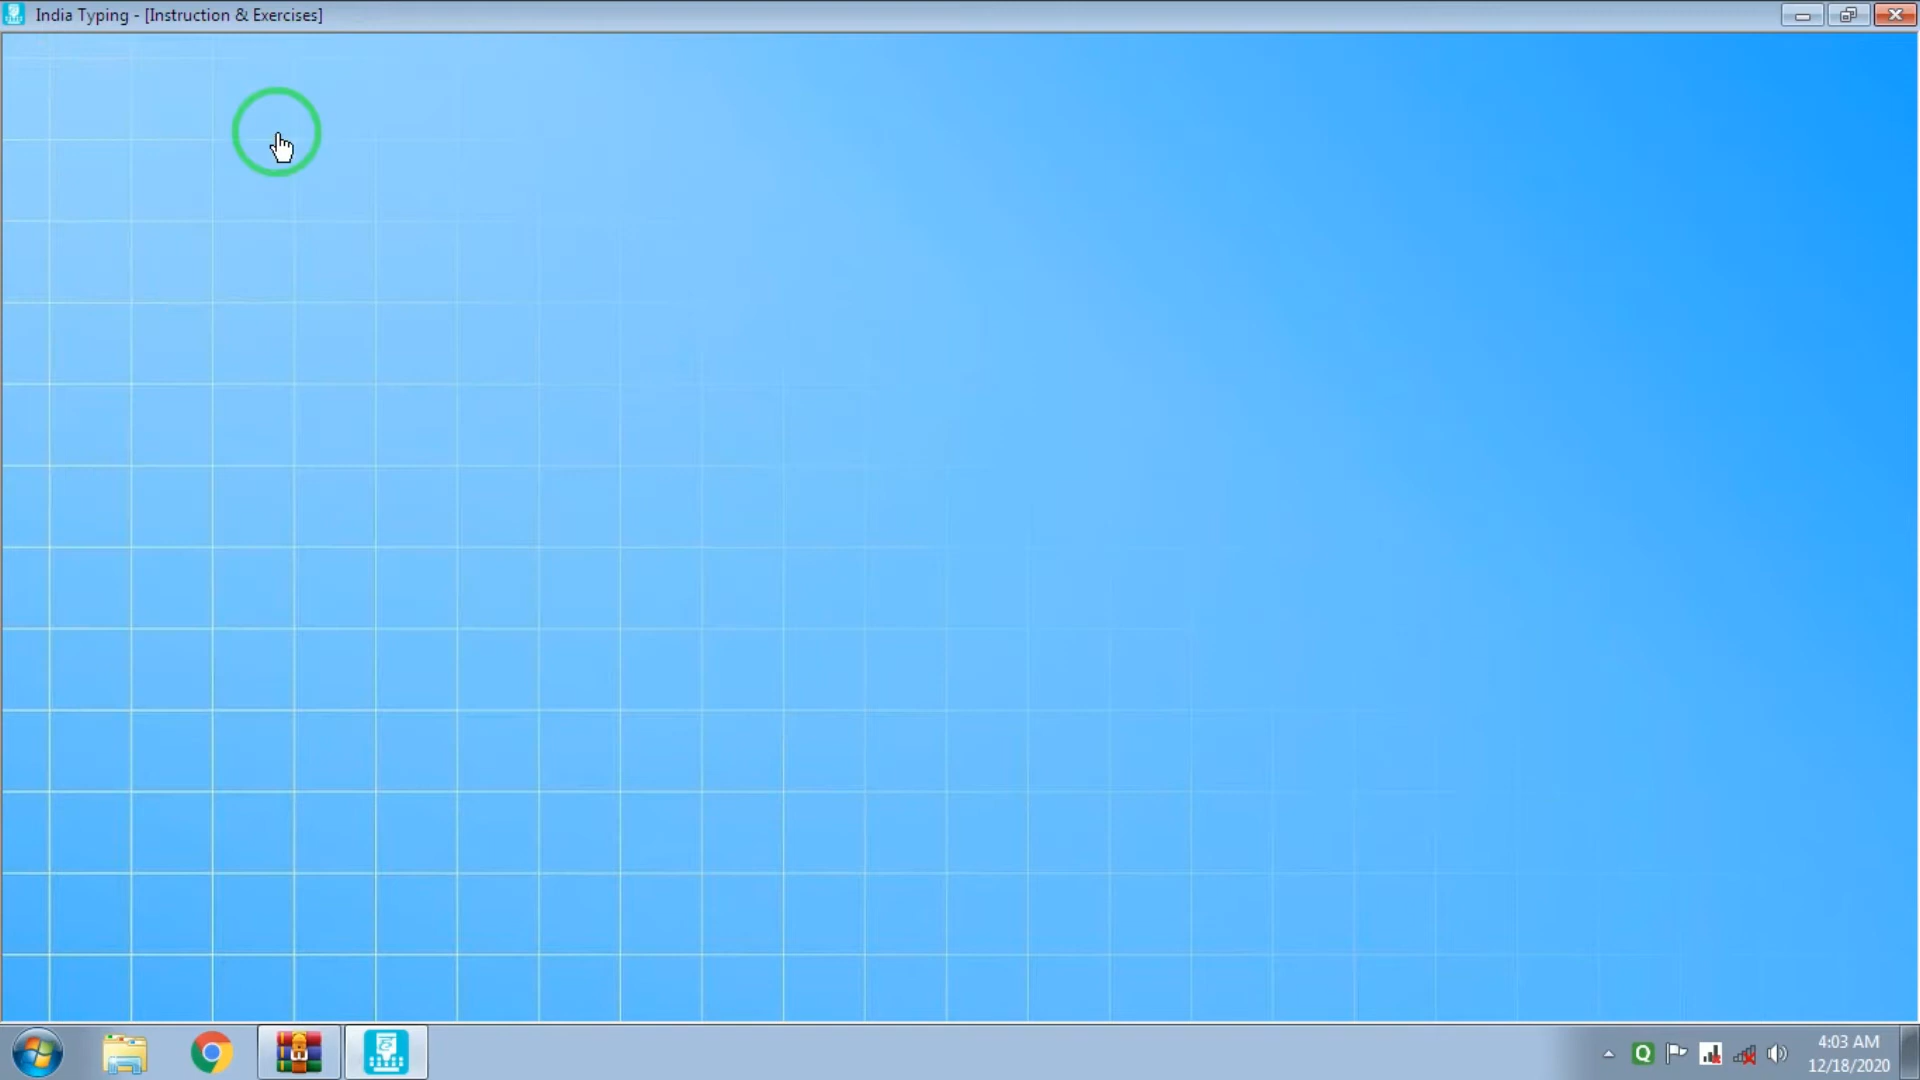 India Typing - [Instruction & Exercises]
Q
4:03 AM
12/18/2020